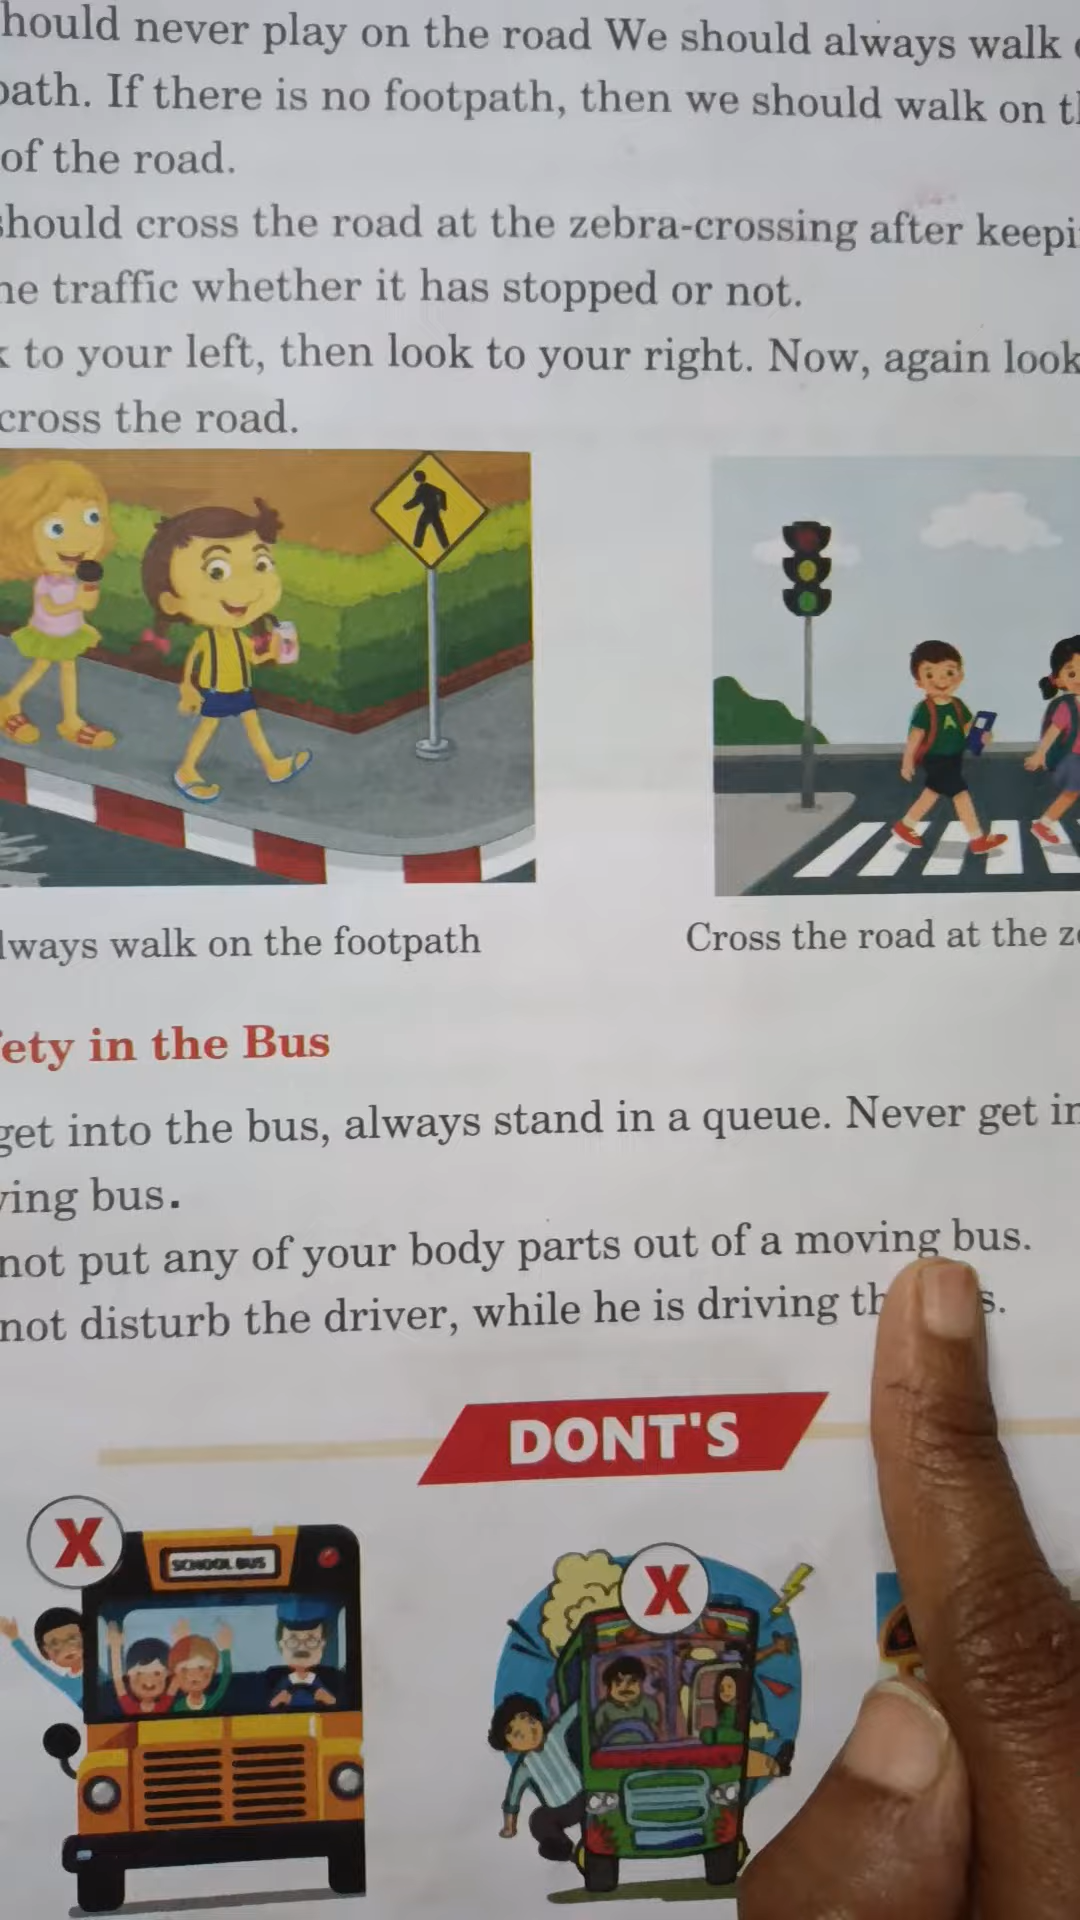 hould never play on the road We should always walk
path. If there is no footpath, then we should walk on
of the road.
should cross the road at the zebra-crossing after keepi
he traffic whether it has stopped or not.
to your left, then look to your right. Now, again look
cross the road.
A
lways walk on the footpath
Cross the road at the ze
ety in the Bus
get into the bus, always stand in a queue. Never get in
ving bus.
not put any of your body parts out of a moving bus.
not disturb the driver, while he is driving th s.
DONT'S
X
SCHOOL BUS
X